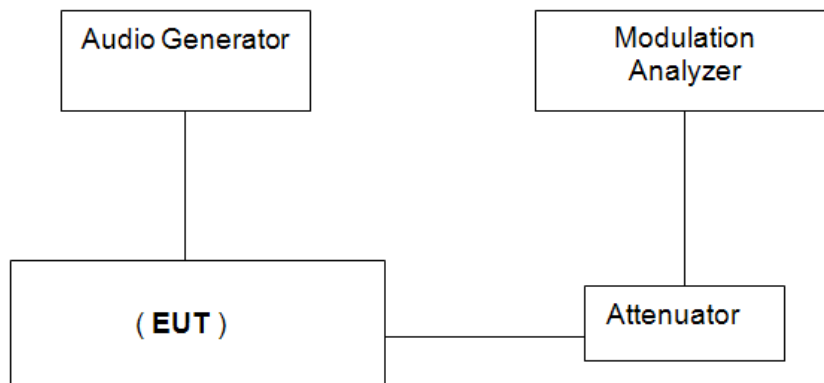 Audio Generator
Modulation
Analyzer
( EUT )
Attenuator